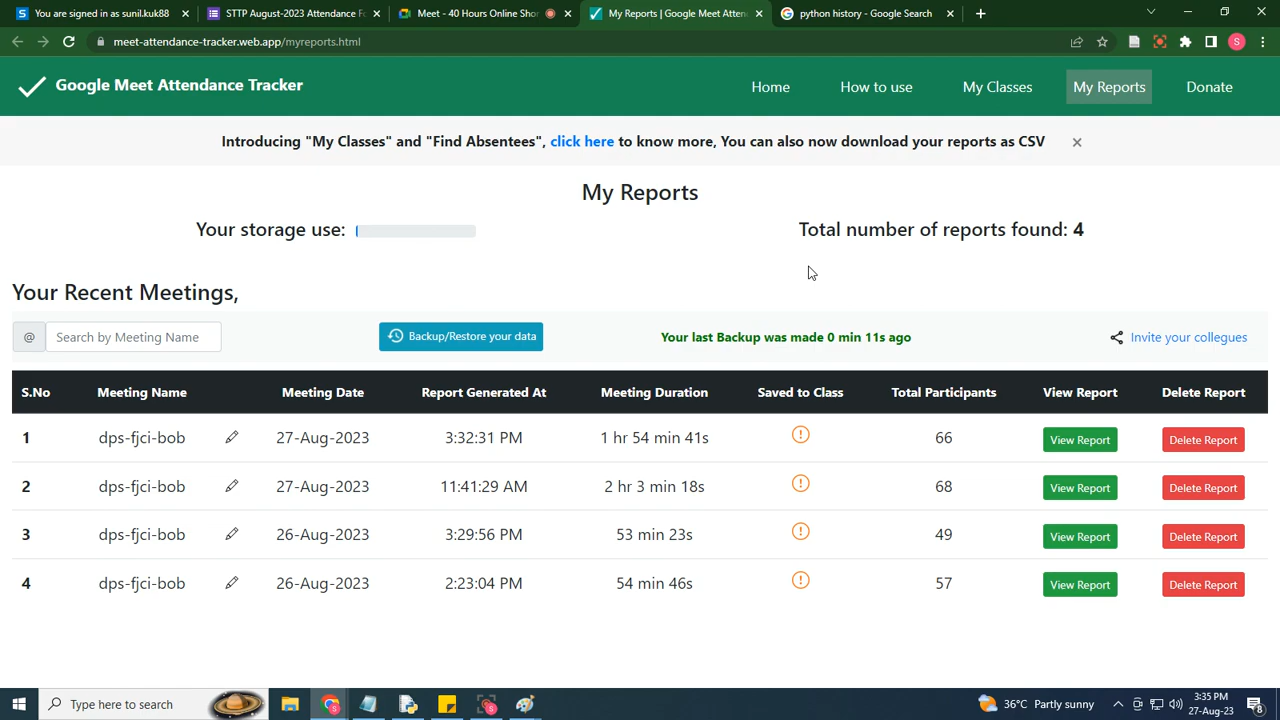 You are signed in as sunil.kuk88
STTP August-2023 Attendance F
Meet - 40 Hours Online Shor
My Reports | Google Meet Atten
python history - Google Search
meet-attendance-tracker.web.app/myreports.html
S
Google Meet Attendance Tracker
Home
How to use
My Classes
My Reports
Donate
Introducing "My Classes" and "Find Absentees", click here to know more, You can also now download your reports as CSV
My Reports
Your storage use:
Total number of reports found: 4
Your Recent Meetings,
@ Search by Meeting Name
Backup/Restore your data
Your last Backup was made 0 min 11s ago
Invite your collegues
S.No Meeting Name Meeting Date Report Generated At Meeting Duration Saved to Class Total Participants View Report Delete Report
1 dps-fjci-bob 27-Aug-2023 3:32:31 PM 1 hr 54 min 41s 66 View Report Delete Report
2 dps-fjci-bob 27-Aug-2023 11:41:29 AM 2 hr 3 min 18s 68 View Report Delete Report
3 dps-fjci-bob 26-Aug-2023 3:29:56 PM 53 min 23s 49 View Report Delete Report
4 dps-fjci-bob 26-Aug-2023 2:23:04 PM 54 min 46s 57 View Report Delete Report
Type here to search
36°C Partly sunny
3:35 PM
27-Aug-23
8